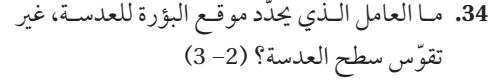 34. ما العامل الذي يحدّد موقع البؤرة للعدسة، غير
تقوّس سطح العدسة؟ (2– 3)